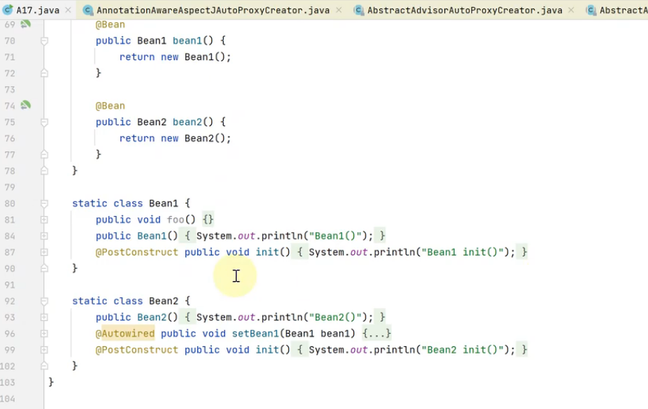 A17.java × AnnotationAwareAspectJAutoProxyCreator.java × AbstractAdvisorAutoProxyCreator.java × AbstractA
69 @Bean
70 public Bean1 bean1() {
71 return new Bean1();
72 }
73
74 @Bean
75 public Bean2 bean2() {
76 return new Bean2();
77 }
78 }
79
80 static class Bean1 {
81 public void foo() {}
84 public Bean1() { System.out.println("Bean1()"); }
87 @PostConstruct public void init() { System.out.println("Bean1 init()"); }
90 }
91
92 static class Bean2 {
93 public Bean2() { System.out.println("Bean2()"); }
96 @Autowired public void setBean1(Bean1 bean1) {...}
99 @PostConstruct public void init() { System.out.println("Bean2 init()"); }
102 }
103 }
104